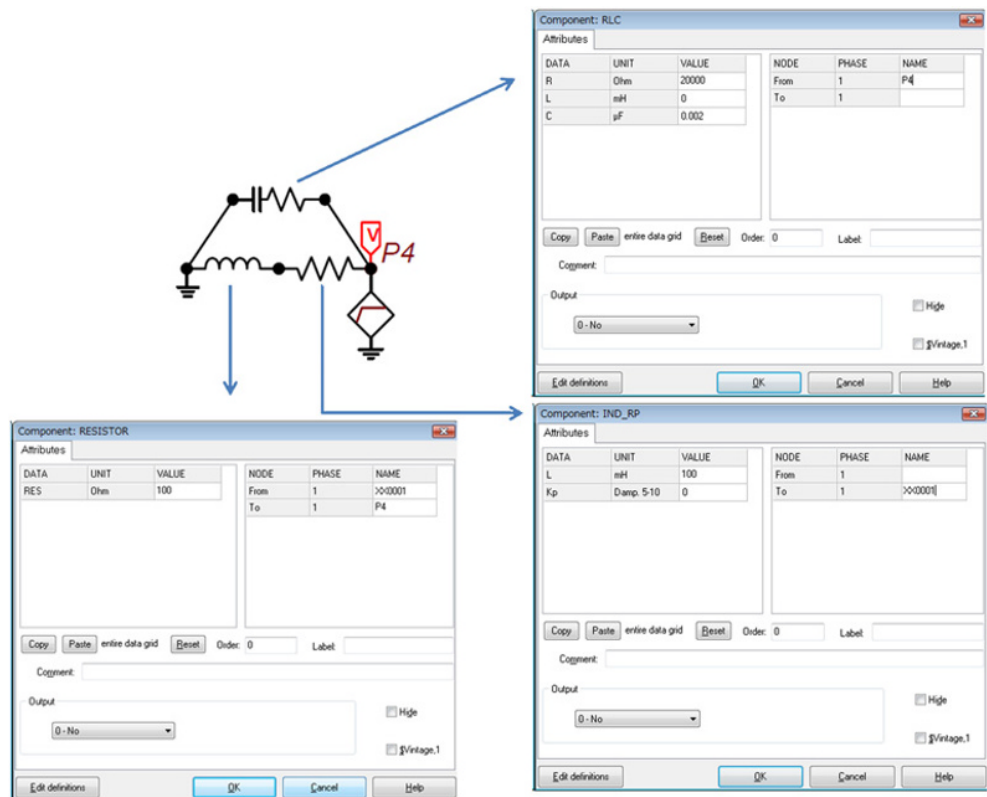 Component: RLC
Attributes
DATA UNIT VALUE
R Ohm 20000
L mH 0
C µF 0.002
NODE PHASE NAME
From 1 P4
To 1
Copy Paste entire data grid Reset Order: 0 Label:
Comment:
Output
0 - No
Hide
$Vintage,1
Edit definitions OK Cancel Help
V
P4
Component: RESISTOR
Attributes
DATA UNIT VALUE
RES Ohm 100
NODE PHASE NAME
From 1 XX0001
To 1 P4
Copy Paste entire data grid Reset Order: 0 Label:
Comment:
Output
0 - No
Hide
$Vintage,1
Edit definitions OK Cancel Help
Component: IND_RP
Attributes
DATA UNIT VALUE
L mH 100
Kp Damp. 5-10 0
NODE PHASE NAME
From 1
To 1 XX0001
Copy Paste entire data grid Reset Order: 0 Label:
Comment:
Output
0 - No
Hide
$Vintage,1
Edit definitions OK Cancel Help